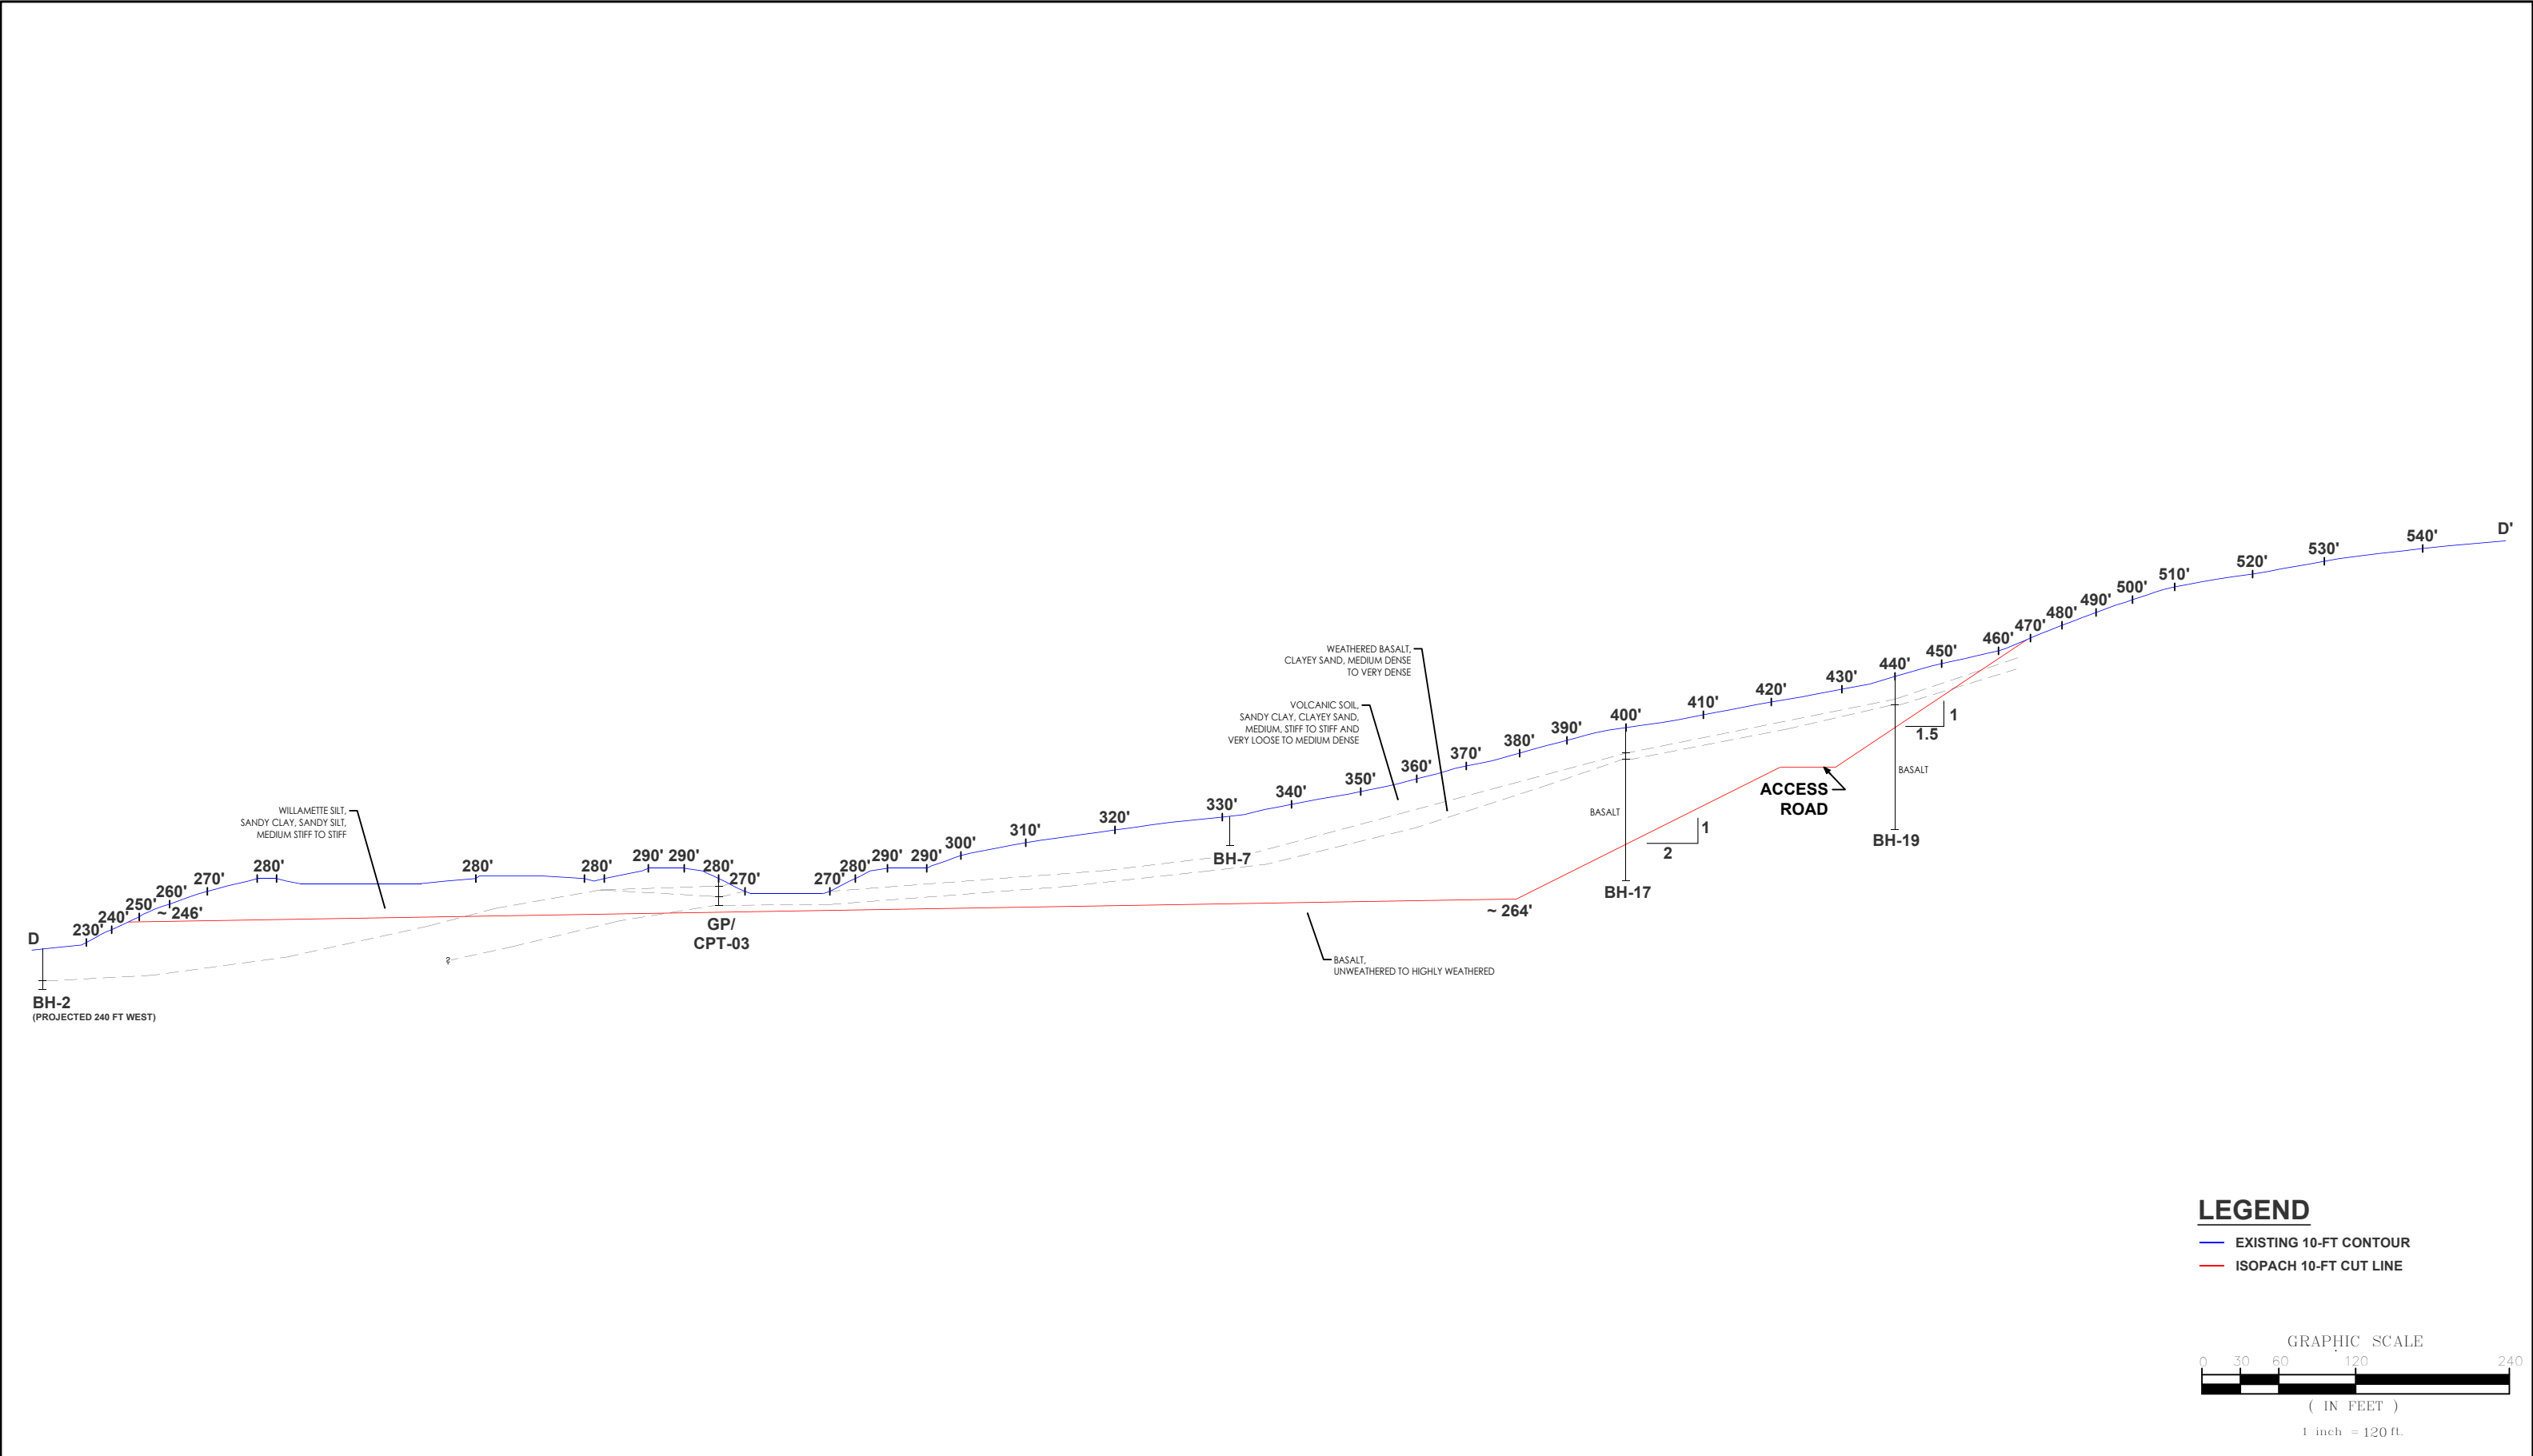 D'
540'
530'
520'
510'
500'
490'
480'
470'
460'
450'
440'
430'
420'
410'
400'
390'
380'
370'
360'
350'
340'
330'
320'
310'
300'
290'
290'
280'
270'
270'
280'
290'
290'
280'
280'
280'
270'
260'
250'
240'
230'
D
~ 246'
WEATHERED BASALT,
CLAYEY SAND, MEDIUM DENSE
TO VERY DENSE
VOLCANIC SOIL,
SANDY CLAY, CLAYEY SAND,
MEDIUM, STIFF TO STIFF AND
VERY LOOSE TO MEDIUM DENSE
WILLAMETTE SILT,
SANDY CLAY, SANDY SILT,
MEDIUM STIFF TO STIFF
1
1.5
BASALT
ACCESS
ROAD
BASALT
1
2
BH-19
BH-7
BH-17
~ 264'
GP/
CPT-03
?
BASALT,
UNWEATHERED TO HIGHLY WEATHERED
BH-2
(PROJECTED 240 FT WEST)
LEGEND
EXISTING 10-FT CONTOUR
ISOPACH 10-FT CUT LINE
GRAPHIC SCALE
0 30 60 120 240
( IN FEET )
1 inch = 120 ft.